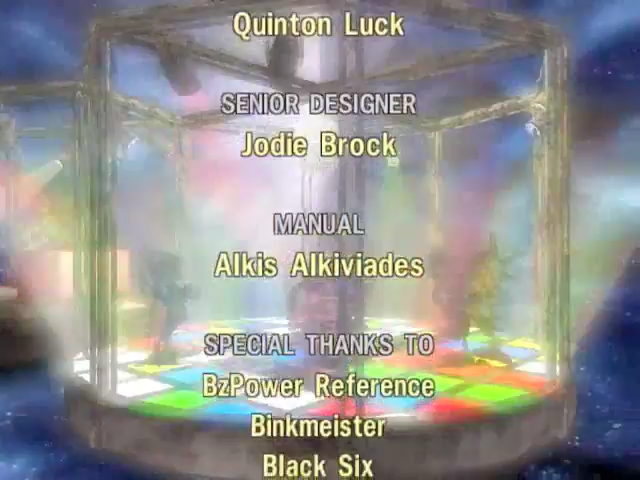 Quinton Luck
SENIOR DESIGNER
Jodie Brock
MANUAL
Alkis Alkiviades
SPECIAL THANKS TO
BzPower Reference
Binkmeister
Black Six